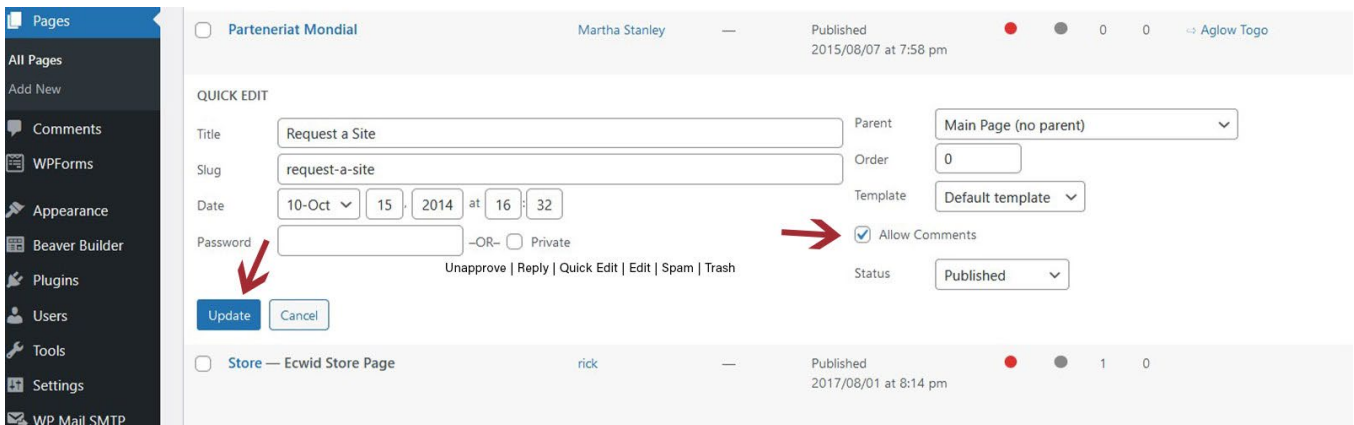 Pages
All Pages
Add New
Comments
WPForms
Appearance
Beaver Builder
Plugins
Users
Tools
Settings
WP Mail SMTP
Parteneriat Mondial Martha Stanley — Published 0 0 ⇨ Aglow Togo
2015/08/07 at 7:58 pm
QUICK EDIT
Title Request a Site
Slug request-a-site
Date 10-Oct 15, 2014 at 16:32
Password –OR– Private
Unapprove | Reply | Quick Edit | Edit | Spam | Trash
Parent Main Page (no parent)
Order 0
Template Default template
Allow Comments
Status Published
Update Cancel
Store — Ecwid Store Page rick — Published 1 0
2017/08/01 at 8:14 pm